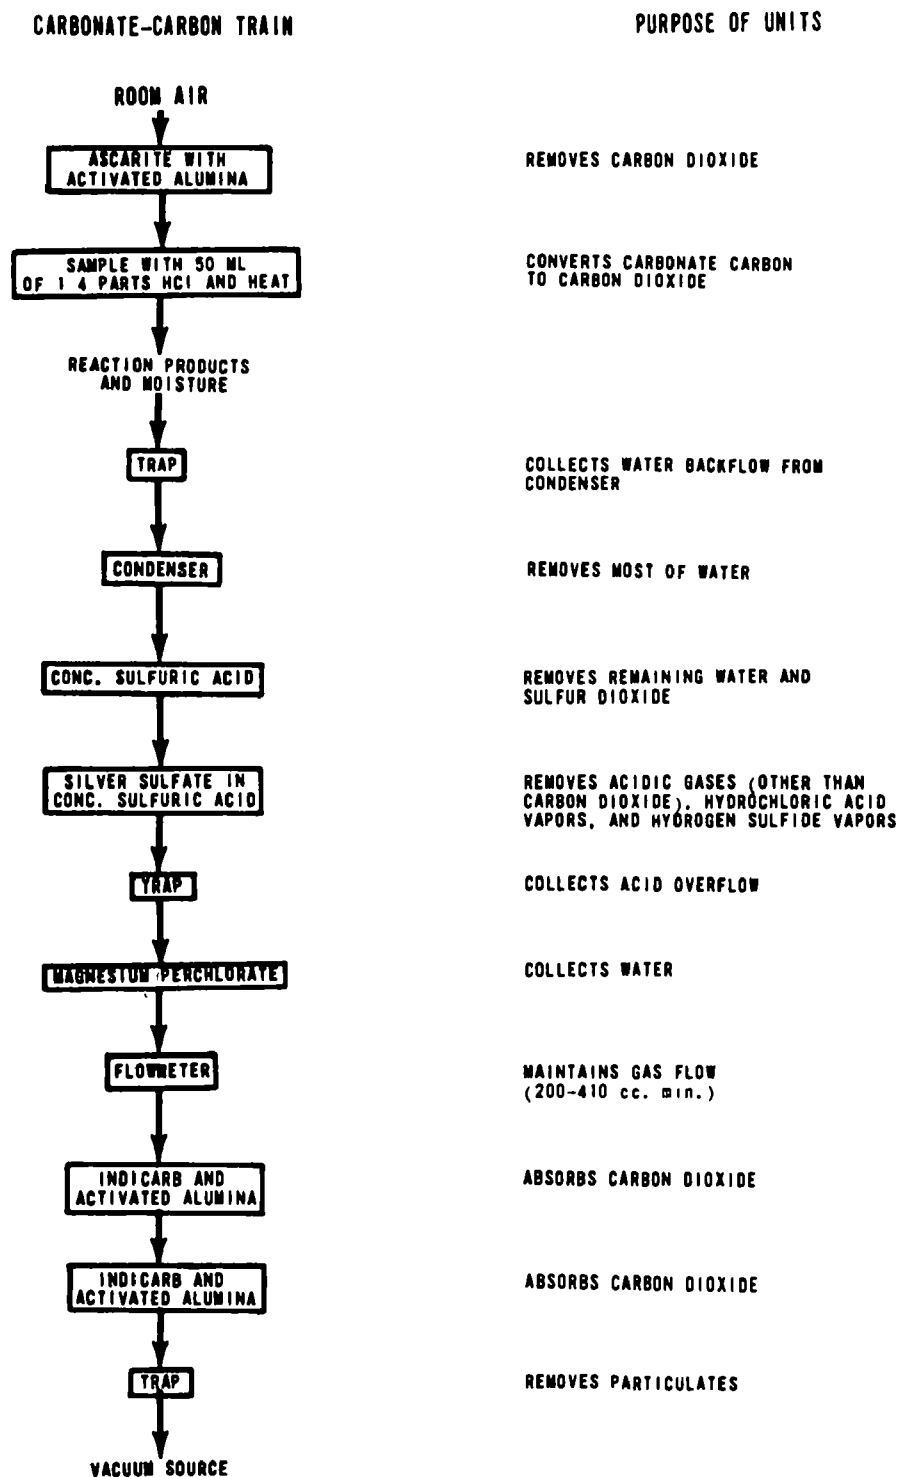 CARBONATE-CARBON TRAIN
PURPOSE OF UNITS
ROOM AIR
ASCARITE WITH
ACTIVATED ALUMINA
REMOVES CARBON DIOXIDE
SAMPLE WITH 50 ML
OF 1 4 PARTS HCl AND HEAT
CONVERTS CARBONATE CARBON
TO CARBON DIOXIDE
REACTION PRODUCTS
AND MOISTURE
TRAP
COLLECTS WATER BACKFLOW FROM
CONDENSER
CONDENSER
REMOVES MOST OF WATER
CONC. SULFURIC ACID
REMOVES REMAINING WATER AND
SULFUR DIOXIDE
SILVER SULFATE IN
CONC. SULFURIC ACID
REMOVES ACIDIC GASES (OTHER THAN
CARBON DIOXIDE), HYDROCHLORIC ACID
VAPORS, AND HYDROGEN SULFIDE VAPORS
TRAP
COLLECTS ACID OVERFLOW
MAGNESIUM PERCHLORATE
COLLECTS WATER
FLOWMETER
MAINTAINS GAS FLOW
(200-410 cc. min.)
INDICARB AND
ACTIVATED ALUMINA
ABSORBS CARBON DIOXIDE
INDICARB AND
ACTIVATED ALUMINA
ABSORBS CARBON DIOXIDE
TRAP
REMOVES PARTICULATES
VACUUM SOURCE